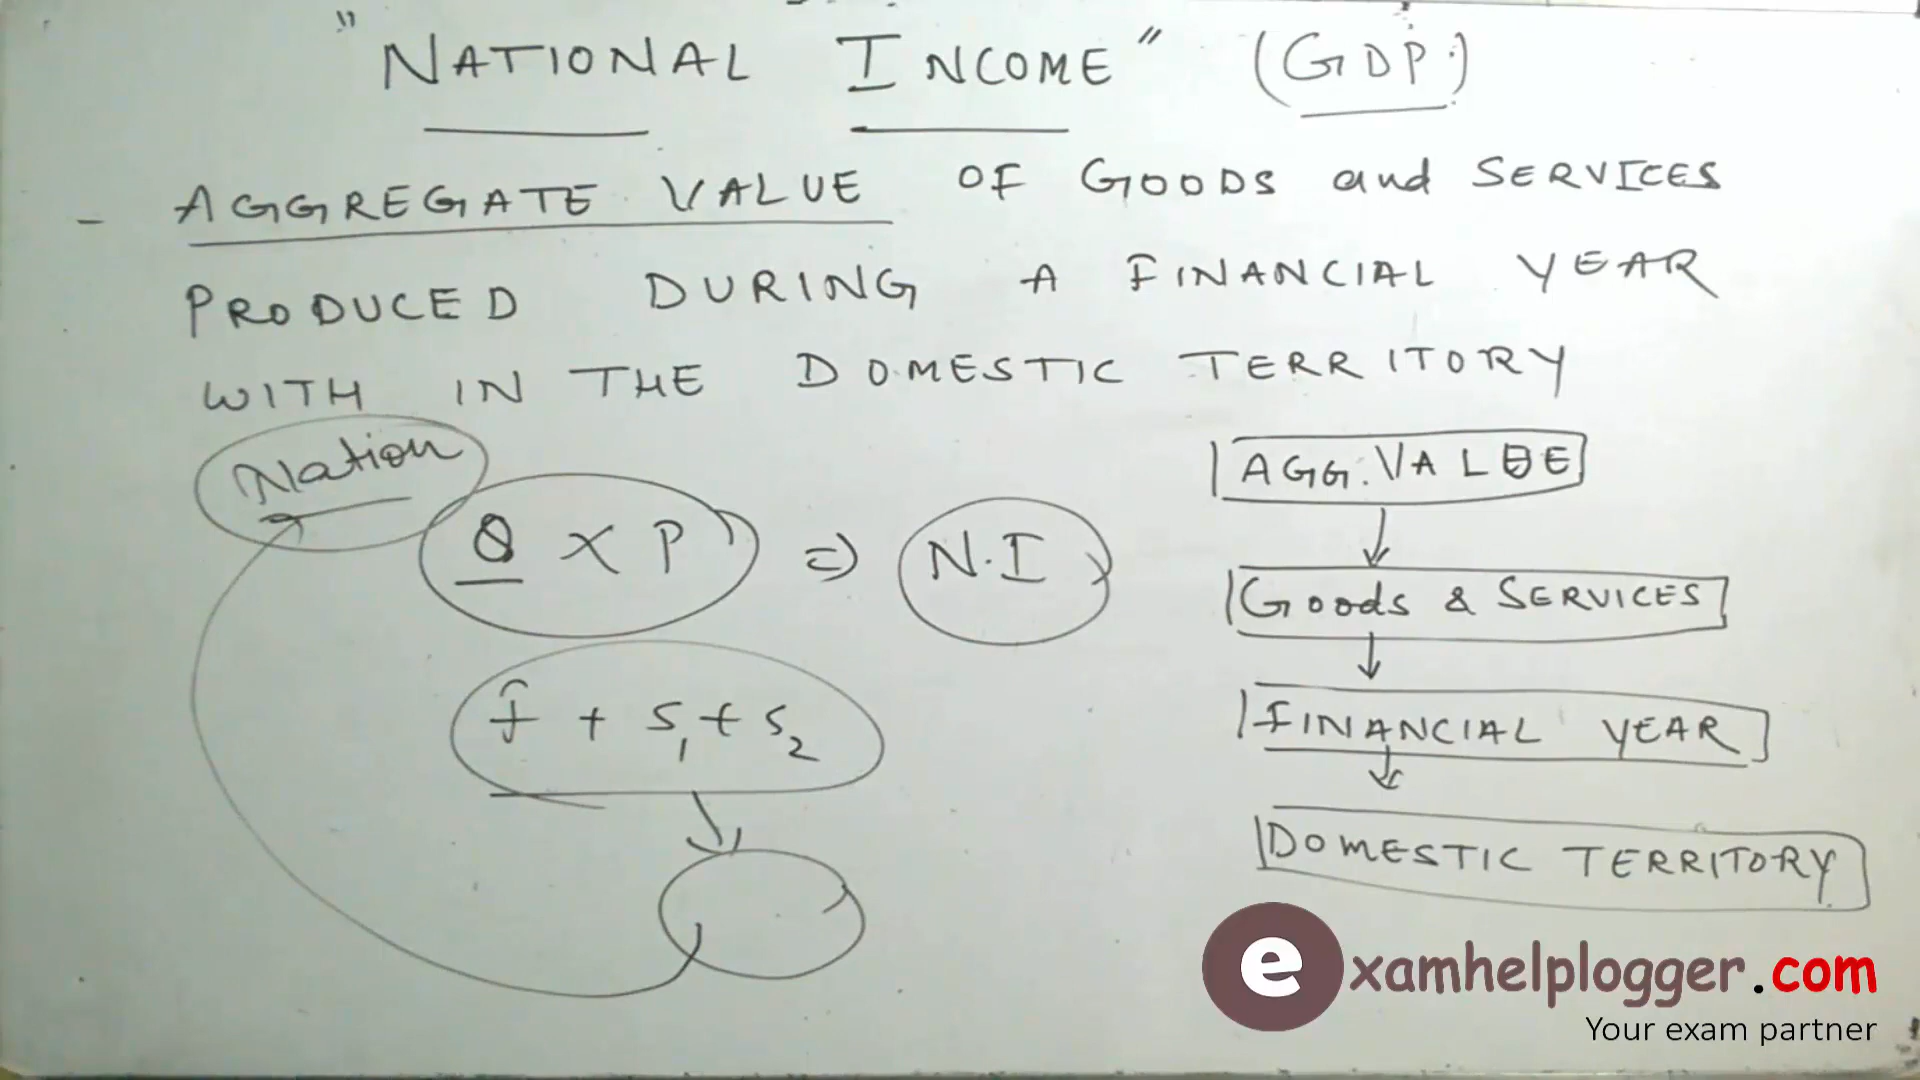 "NATIONAL INCOME" (GDP)
- AGGREGATE VALUE OF GOODS and SERVICES
PRODUCED DURING A FINANCIAL YEAR
WITH IN THE DOMESTIC TERRITORY
Nation
Q X P => N.I
f + S1 + S2
AGG. VALUE
GOODS & SERVICES
FINANCIAL YEAR
DOMESTIC TERRITORY
examhelplogger.com
Your exam partner